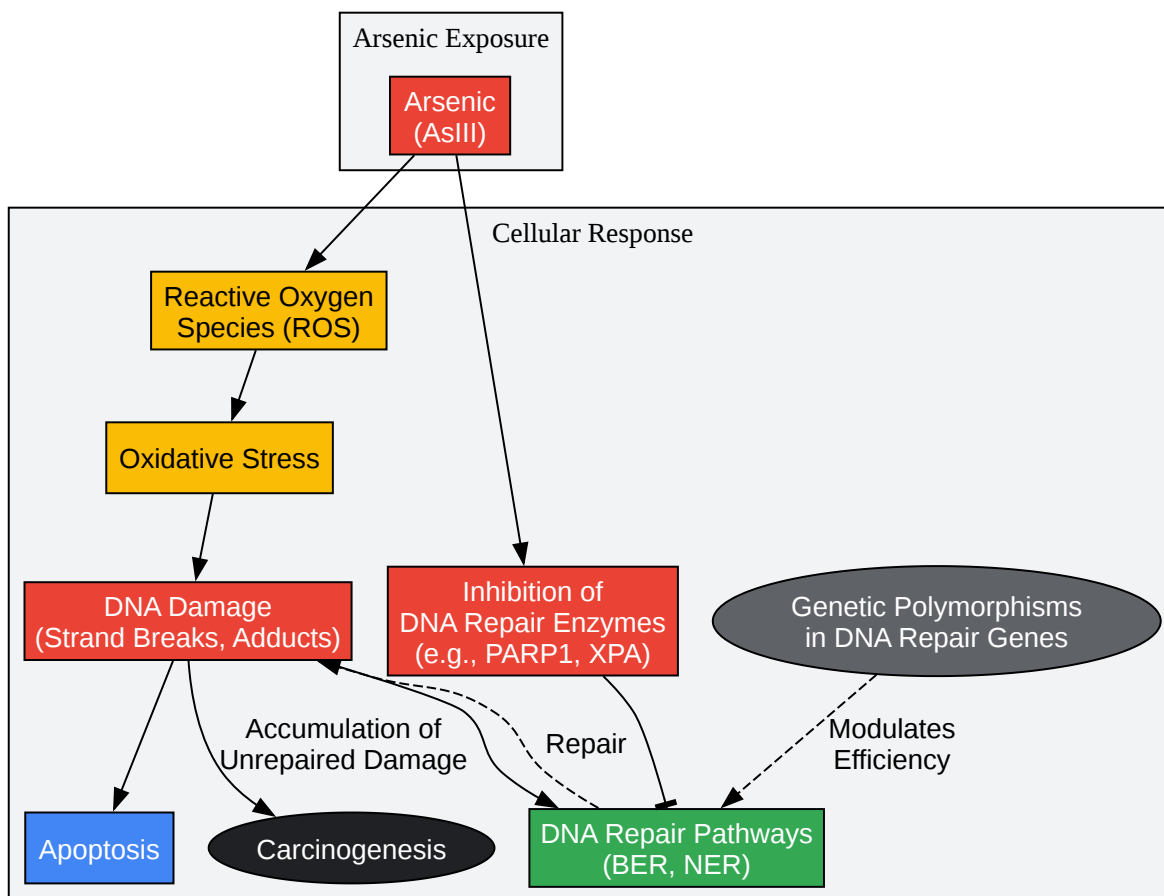 Arsenic Exposure
Arsenic
(AsIII)
Cellular Response
Reactive Oxygen
Species (ROS)
Oxidative Stress
DNA Damage
(Strand Breaks, Adducts)
Inhibition of
DNA Repair Enzymes
(e.g., PARP1, XPA)
Genetic Polymorphisms
in DNA Repair Genes
Accumulation of
Unrepaired Damage
Repair
Modulates
Efficiency
Apoptosis
Carcinogenesis
DNA Repair Pathways
(BER, NER)